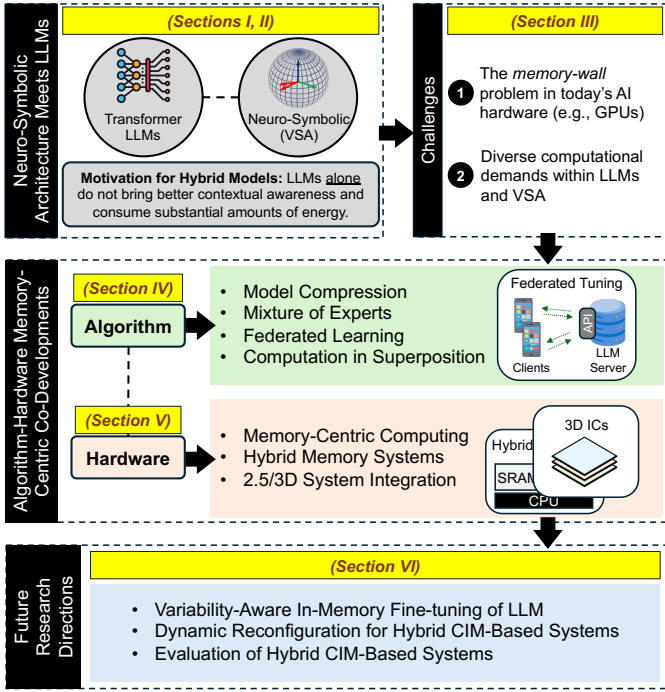 Neuro-Symbolic
Architecture Meets LLMs
(Sections I, II)
Transformer
LLMs
Neuro-Symbolic
(VSA)
Motivation for Hybrid Models: LLMs alone
do not bring better contextual awareness and
consume substantial amounts of energy.
Challenges
(Section III)
1 The memory-wall
problem in today's AI
hardware (e.g., GPUs)
2 Diverse computational
demands within LLMs
and VSA
Algorithm-Hardware Memory-
Centric Co-Developments
(Section IV)
Algorithm
• Model Compression
• Mixture of Experts
• Federated Learning
• Computation in Superposition
Federated Tuning
API
Clients
LLM
Server
(Section V)
Hardware
• Memory-Centric Computing
• Hybrid Memory Systems
• 2.5/3D System Integration
Hybrid
SRAM
CPU
3D ICs
Future
Research
Directions
(Section VI)
• Variability-Aware In-Memory Fine-tuning of LLM
• Dynamic Reconfiguration for Hybrid CIM-Based Systems
• Evaluation of Hybrid CIM-Based Systems